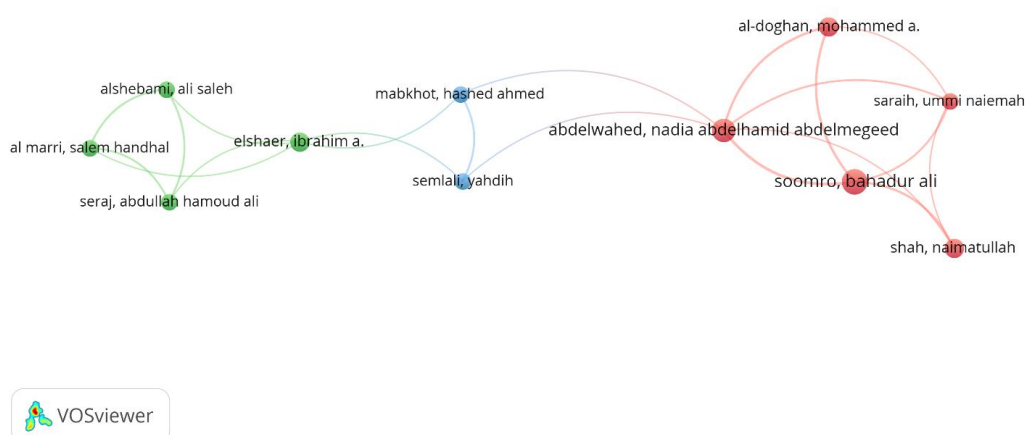 al-doghan, mohammed a.
alshebami, ali saleh
mabkhot, hashed ahmed
saraih, ummi naiemah
abdelwahed, nadia abdelhamid abdelmegeed
elshaer, ibrahim a.
al marri, salem handhal
semlali, yahdih
soomro, bahadur ali
seraj, abdullah hamoud ali
shah, naimatullah
VOSviewer